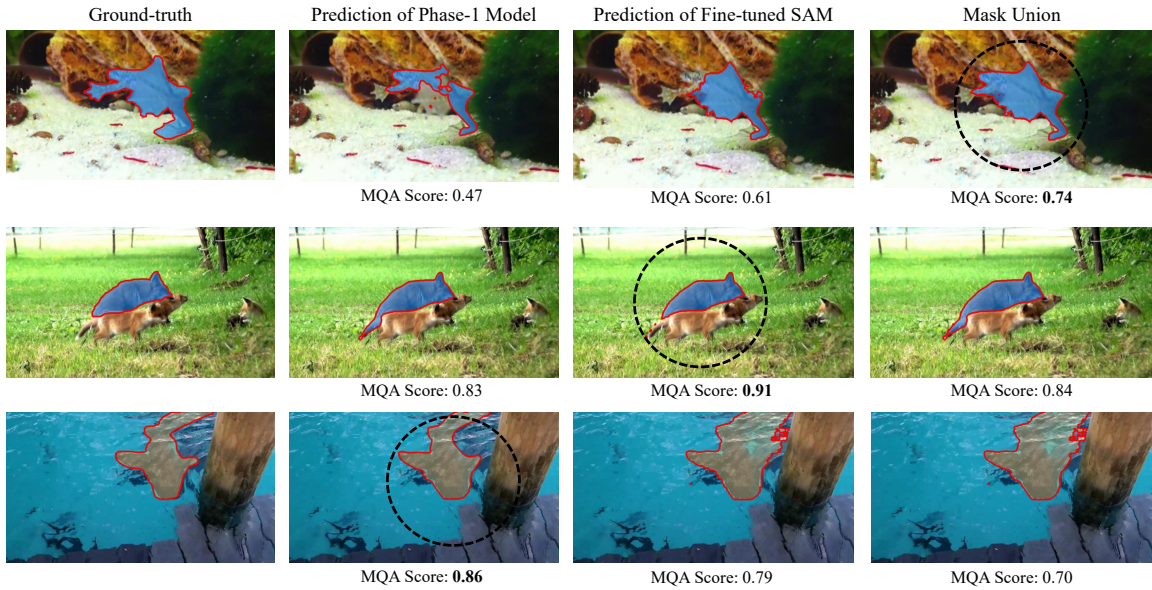 Ground-truth
Prediction of Phase-1 Model
Prediction of Fine-tuned SAM
Mask Union
MQA Score: 0.47
MQA Score: 0.61
MQA Score: 0.74
MQA Score: 0.83
MQA Score: 0.91
MQA Score: 0.84
MQA Score: 0.86
MQA Score: 0.79
MQA Score: 0.70